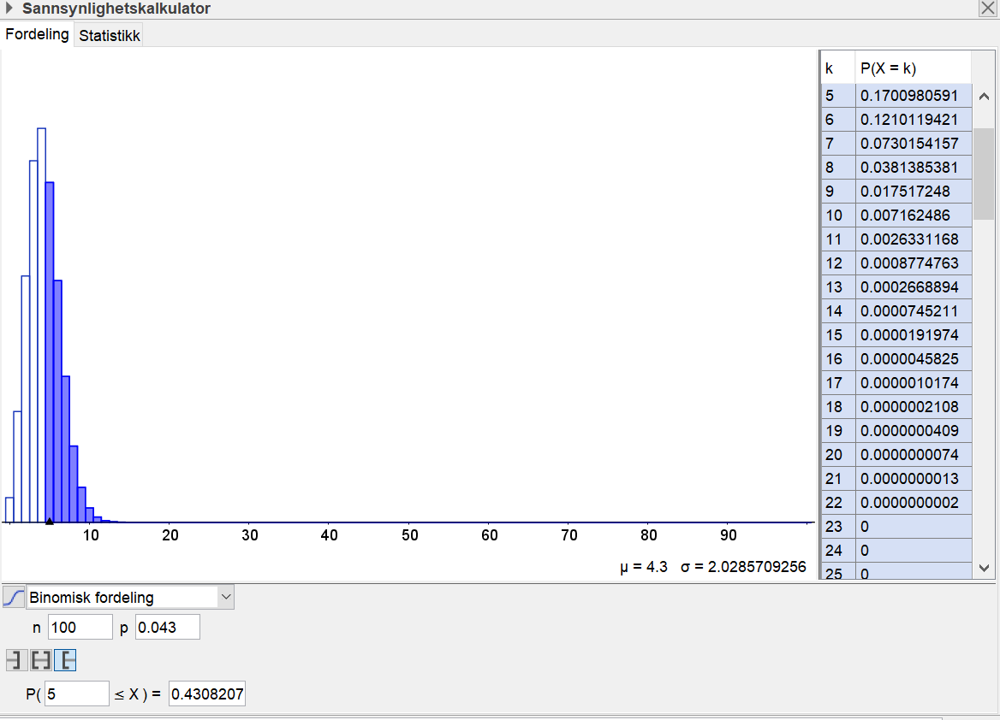 Sannsynlighetskalkulator
Fordeling Statistikk
k P(X = k)
5 0.1700980591
6 0.1210119421
7 0.0730154157
8 0.0381385381
9 0.017517248
10 0.007162486
11 0.0026331168
12 0.0008774763
13 0.0002668894
14 0.0000745211
15 0.0000191974
16 0.0000045825
17 0.0000010174
18 0.0000002108
19 0.0000000409
20 0.0000000074
21 0.0000000013
22 0.0000000002
23 0
24 0
25 0
10 20 30 40 50 60 70 80 90
μ = 4.3 σ = 2.0285709256
Binomisk fordeling
n 100 p 0.043
P( 5 ≤ X ) = 0.4308207